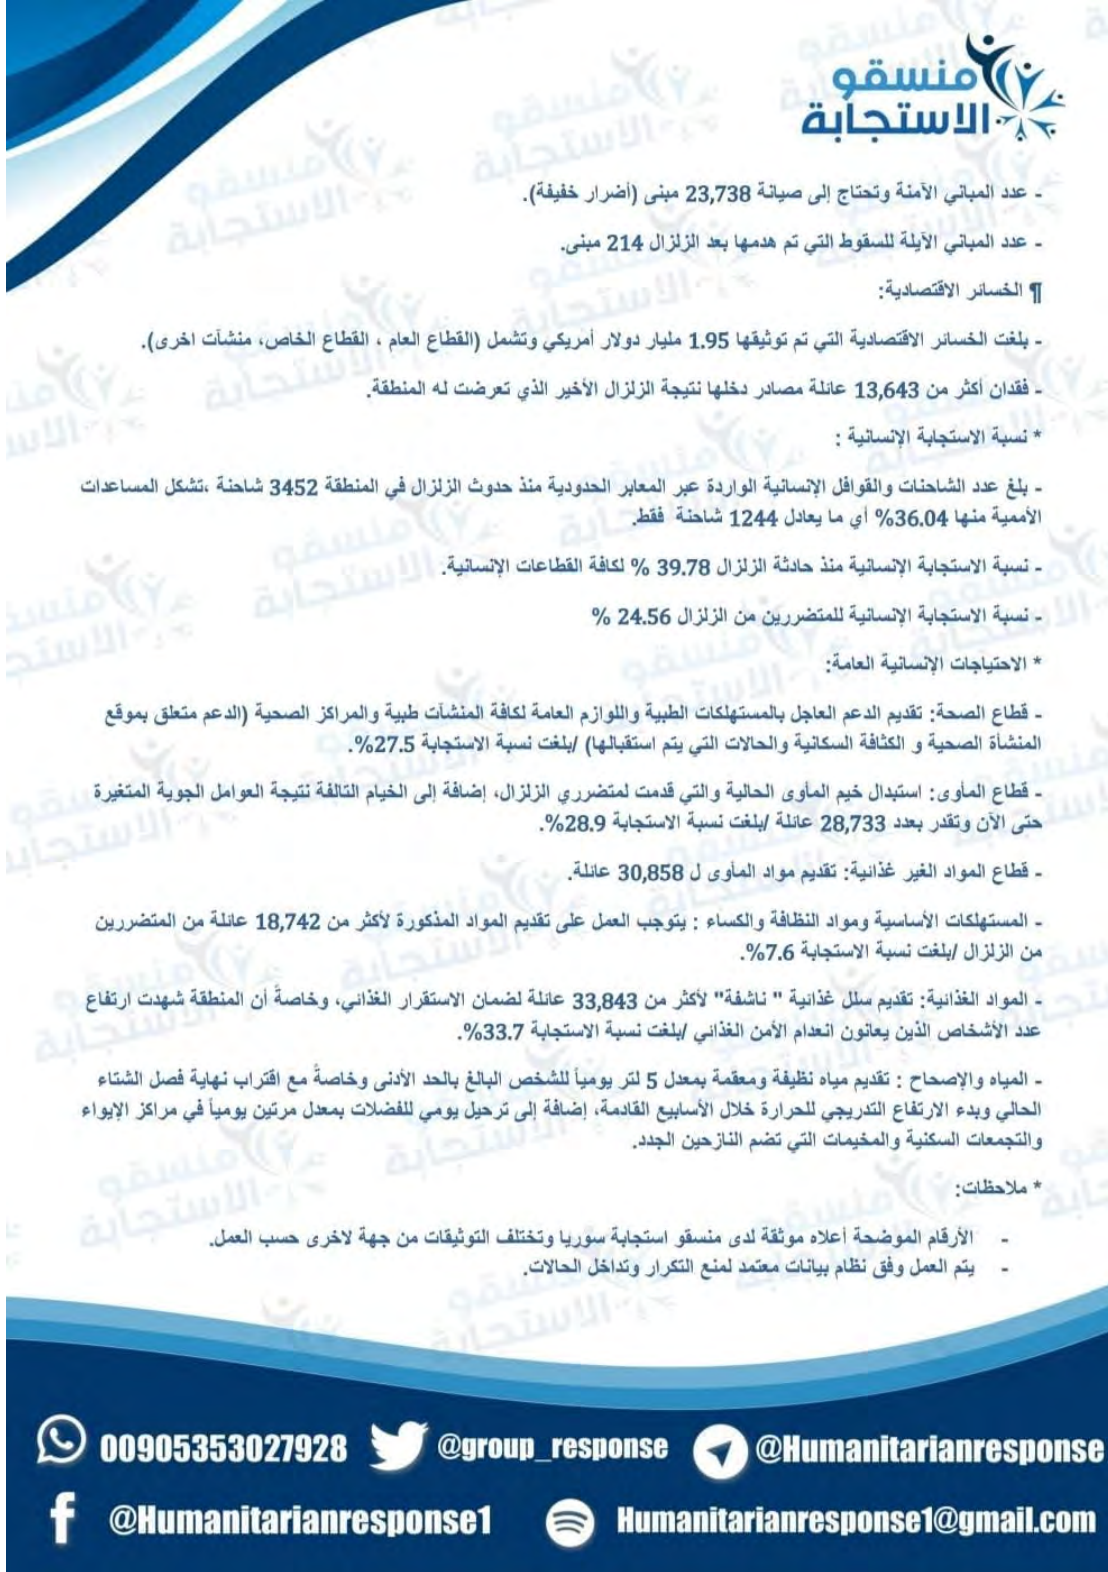 منسقو
الاستجابة
- عدد المباني الآمنة وتحتاج إلى صيانة 23,738 مبنى (أضرار خفيفة).
- عدد المباني الآيلة للسقوط التي تم هدمها بعد الزلزال 214 مبنى.
¶ الخسائر الاقتصادية:
- بلغت الخسائر الاقتصادية التي تم توثيقها 1.95 مليار دولار أمريكي وتشمل (القطاع العام ، القطاع الخاص، منشآت اخرى).
- فقدان أكثر من 13,643 عائلة مصادر دخلها نتيجة الزلزال الأخير الذي تعرضت له المنطقة.
* نسبة الاستجابة الإنسانية :
- بلغ عدد الشاحنات والقوافل الإنسانية الواردة عبر المعابر الحدودية منذ حدوث الزلزال في المنطقة 3452 شاحنة ،تشكل المساعدات
الأممية منها 36.04% أي ما يعادل 1244 شاحنة فقط.
- نسبة الاستجابة الإنسانية منذ حادثة الزلزال 39.78 % لكافة القطاعات الإنسانية.
- نسبة الاستجابة الإنسانية للمتضررين من الزلزال 24.56 %
* الاحتياجات الإنسانية العامة:
- قطاع الصحة: تقديم الدعم العاجل بالمستهلكات الطبية واللوازم العامة لكافة المنشآت طبية والمراكز الصحية (الدعم متعلق بموقع
المنشأة الصحية و الكثافة السكانية والحالات التي يتم استقبالها) /بلغت نسبة الاستجابة 27.5%.
- قطاع المأوى: استبدال خيم المأوى الحالية والتي قدمت لمتضرري الزلزال، إضافة إلى الخيام التالفة نتيجة العوامل الجوية المتغيرة
حتى الآن وتقدر بعدد 28,733 عائلة /بلغت نسبة الاستجابة 28.9%.
- قطاع المواد الغير غذائية: تقديم مواد المأوى ل 30,858 عائلة.
- المستهلكات الأساسية ومواد النظافة والكساء : يتوجب العمل على تقديم المواد المذكورة لأكثر من 18,742 عائلة من المتضررين
من الزلزال /بلغت نسبة الاستجابة 7.6%.
- المواد الغذائية: تقديم سلل غذائية " ناشفة" لأكثر من 33,843 عائلة لضمان الاستقرار الغذائي، وخاصةً أن المنطقة شهدت ارتفاع
عدد الأشخاص الذين يعانون انعدام الأمن الغذائي /بلغت نسبة الاستجابة 33.7%.
- المياه والإصحاح : تقديم مياه نظيفة ومعقمة بمعدل 5 لتر يومياً للشخص البالغ بالحد الأدنى وخاصةً مع اقتراب نهاية فصل الشتاء
الحالي وبدء الارتفاع التدريجي للحرارة خلال الأسابيع القادمة، إضافة إلى ترحيل يومي للفضلات بمعدل مرتين يومياً في مراكز الإيواء
والتجمعات السكنية والمخيمات التي تضم النازحين الجدد.
* ملاحظات:
- الأرقام الموضحة أعلاه موثقة لدى منسقو استجابة سوريا وتختلف التوثيقات من جهة لاخرى حسب العمل.
- يتم العمل وفق نظام بيانات معتمد لمنع التكرار وتداخل الحالات.
00905353027928 @group_response @Humanitarianresponse
@Humanitarianresponse1 Humanitarianresponse1@gmail.com